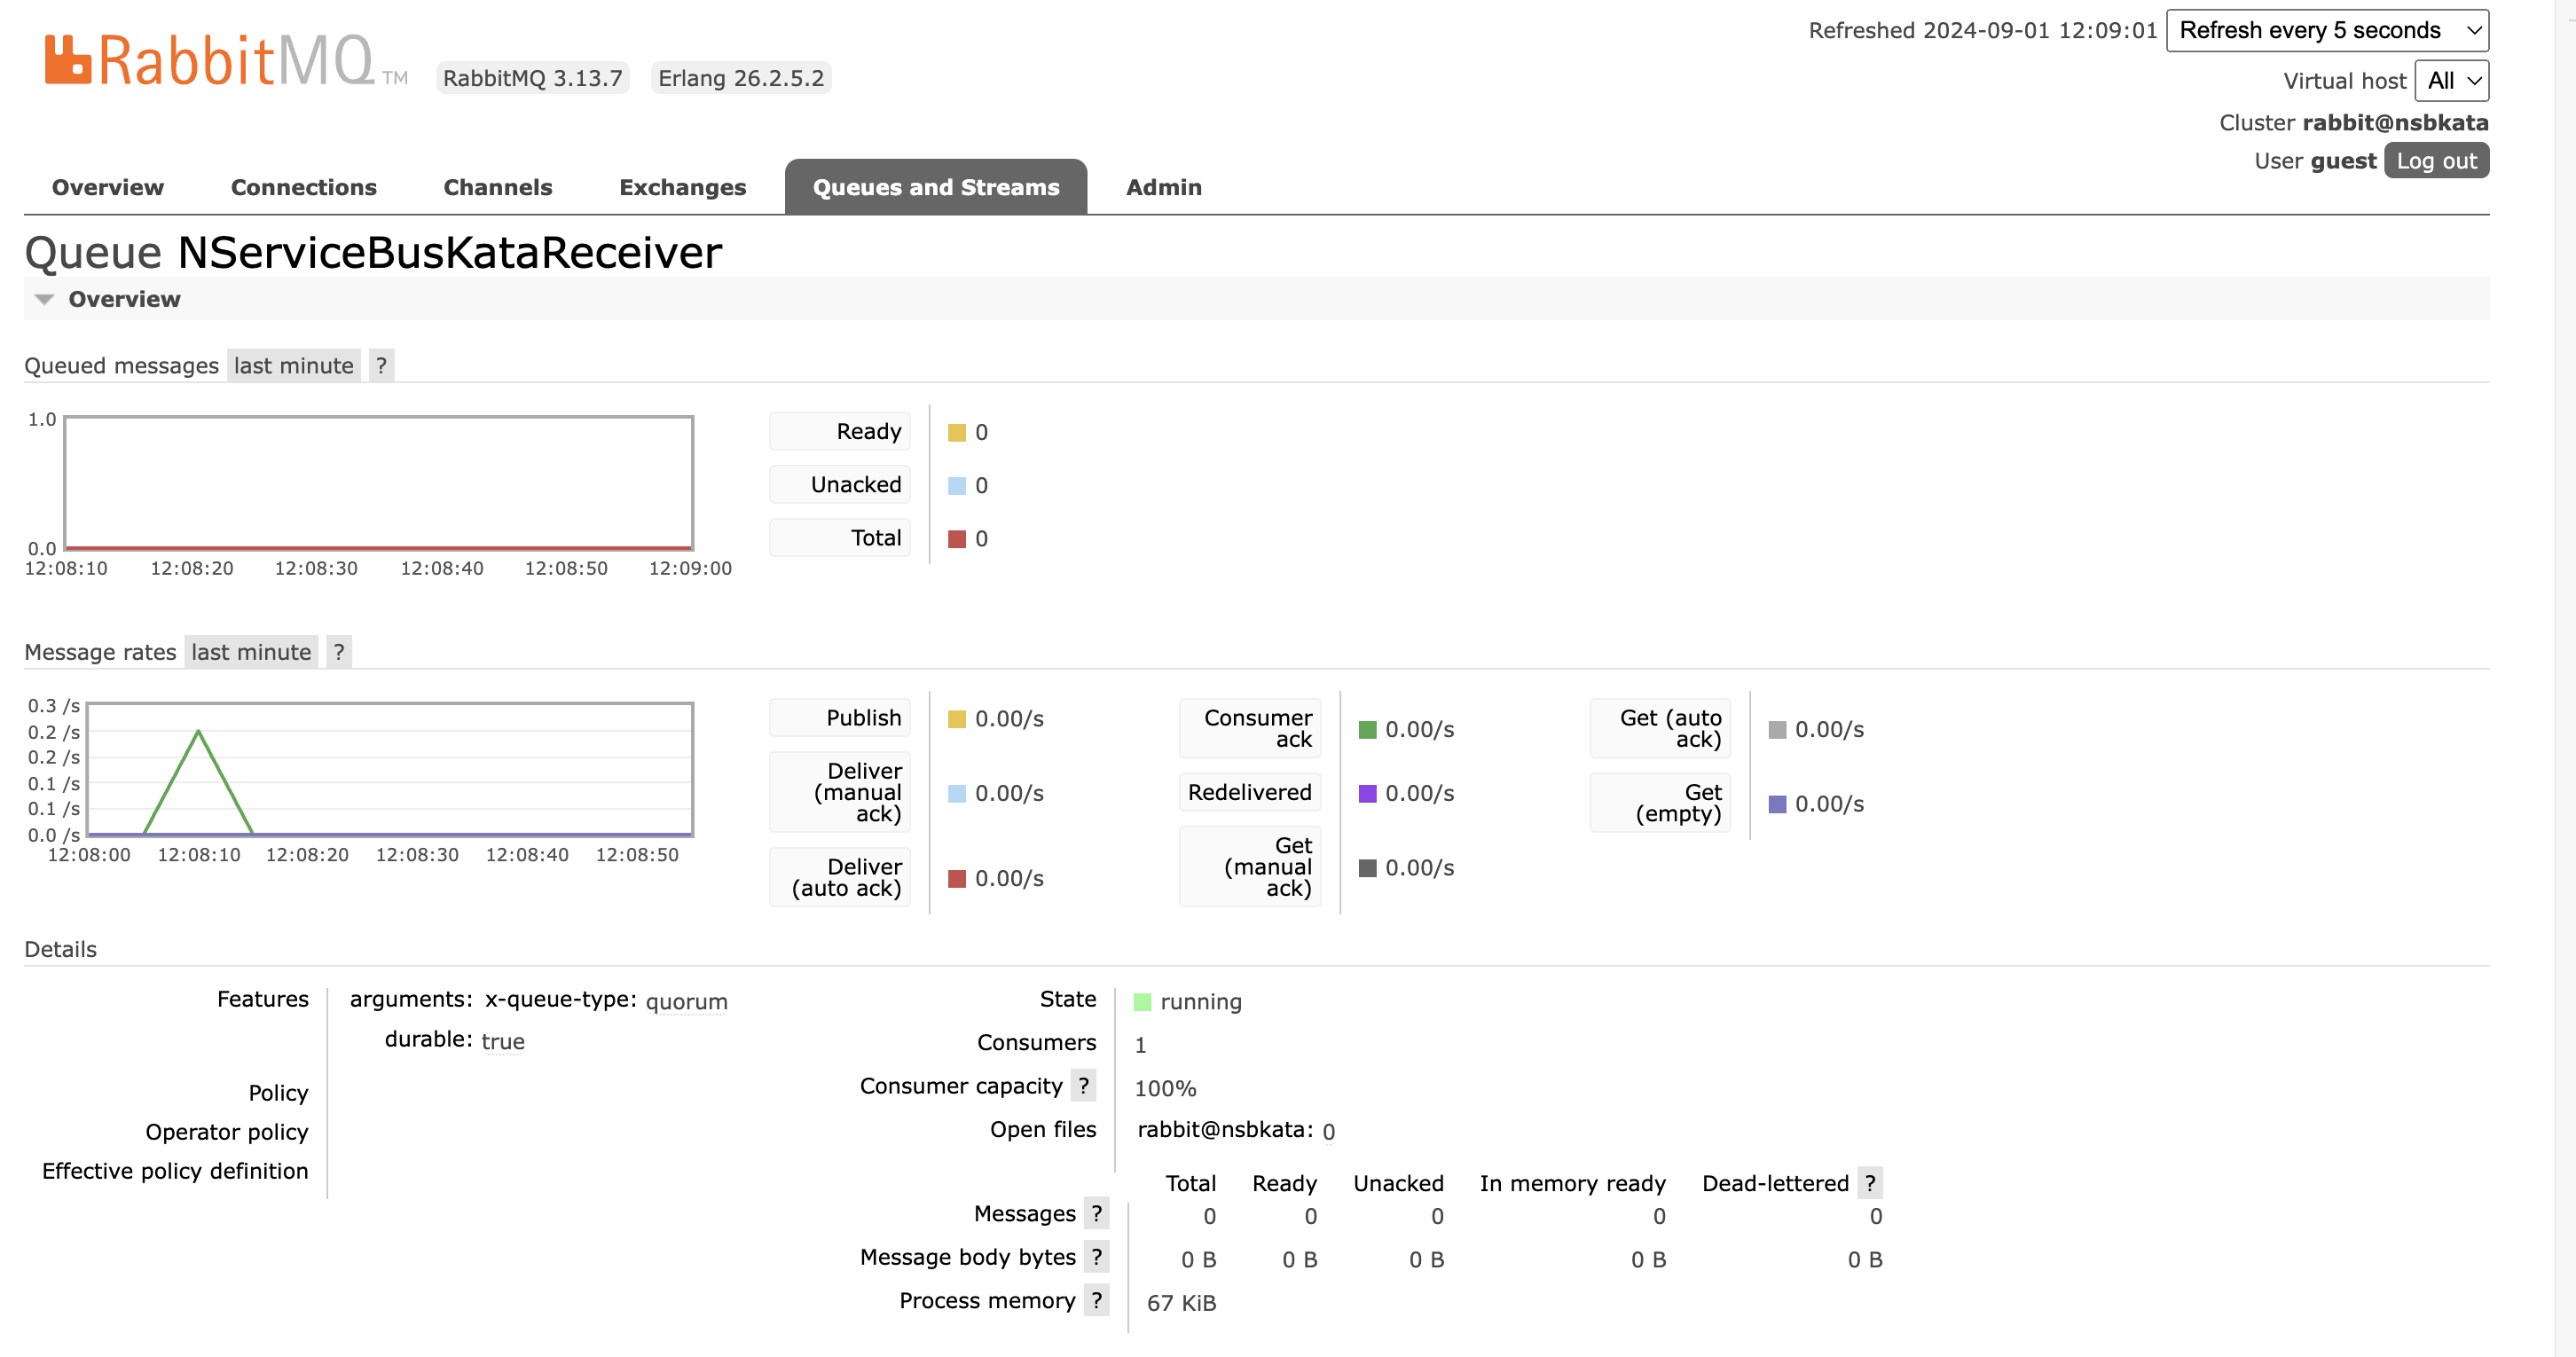 Refreshed 2024-09-01 12:09:01 Refresh every 5 seconds
RabbitMQ TM RabbitMQ 3.13.7 Erlang 26.2.5.2
Virtual host All
Cluster rabbit@nsbkata
User guest Log out
Overview Connections Channels Exchanges Queues and Streams Admin
Queue NServiceBusKataReceiver
Overview
Queued messages last minute ?
1.0
0.0
12:08:10 12:08:20 12:08:30 12:08:40 12:08:50 12:09:00
Ready 0
Unacked 0
Total 0
Message rates last minute ?
0.3 /s
0.2 /s
0.2 /s
0.1 /s
0.1 /s
0.0 /s
12:08:00 12:08:10 12:08:20 12:08:30 12:08:40 12:08:50
Publish 0.00/s
Deliver
(manual 0.00/s
ack)
Deliver
(auto ack) 0.00/s
Consumer
ack 0.00/s
Redelivered 0.00/s
Get
(manual 0.00/s
ack)
Get (auto
ack) 0.00/s
Get
(empty) 0.00/s
Details
Features arguments: x-queue-type: quorum
durable: true
Policy
Operator policy
Effective policy definition
State running
Consumers 1
Consumer capacity ? 100%
Open files rabbit@nsbkata: 0
Total Ready Unacked In memory ready Dead-lettered ?
Messages ? 0 0 0 0 0
Message body bytes ? 0 B 0 B 0 B 0 B 0 B
Process memory ? 67 KiB